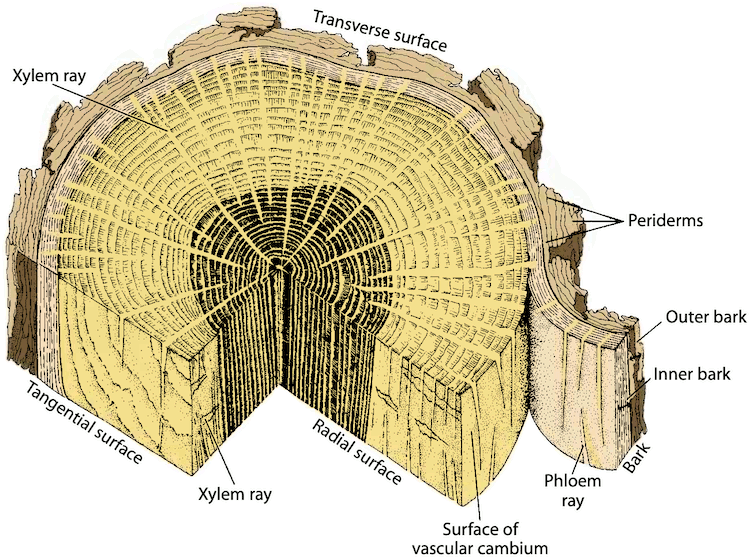 Transverse surface
Xylem ray
Periderms
Outer bark
Inner bark
Tangential surface
Radial surface
Bark
Phloem
ray
Xylem ray
Surface of
vascular cambium